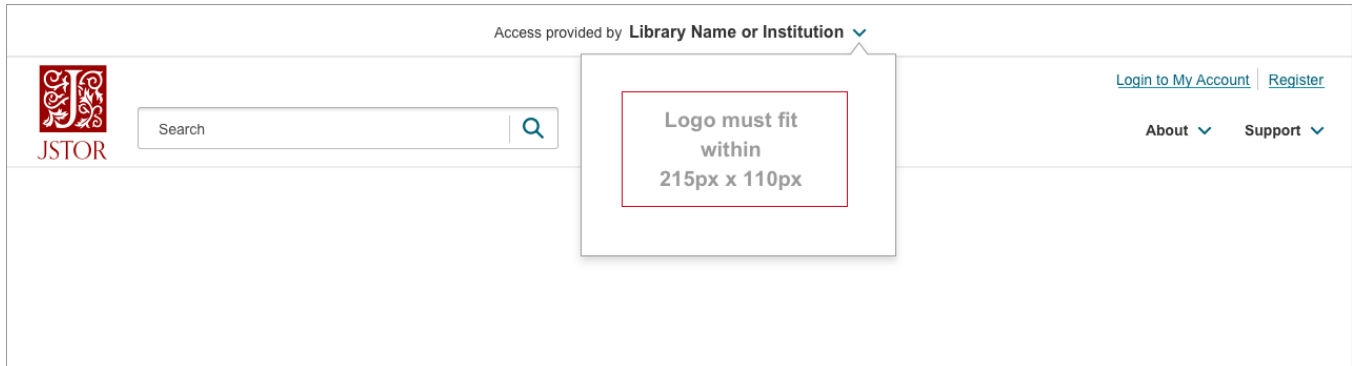 Access provided by Library Name or Institution
JSTOR
Search
Logo must fit
within
215px x 110px
Login to My Account
Register
About
Support